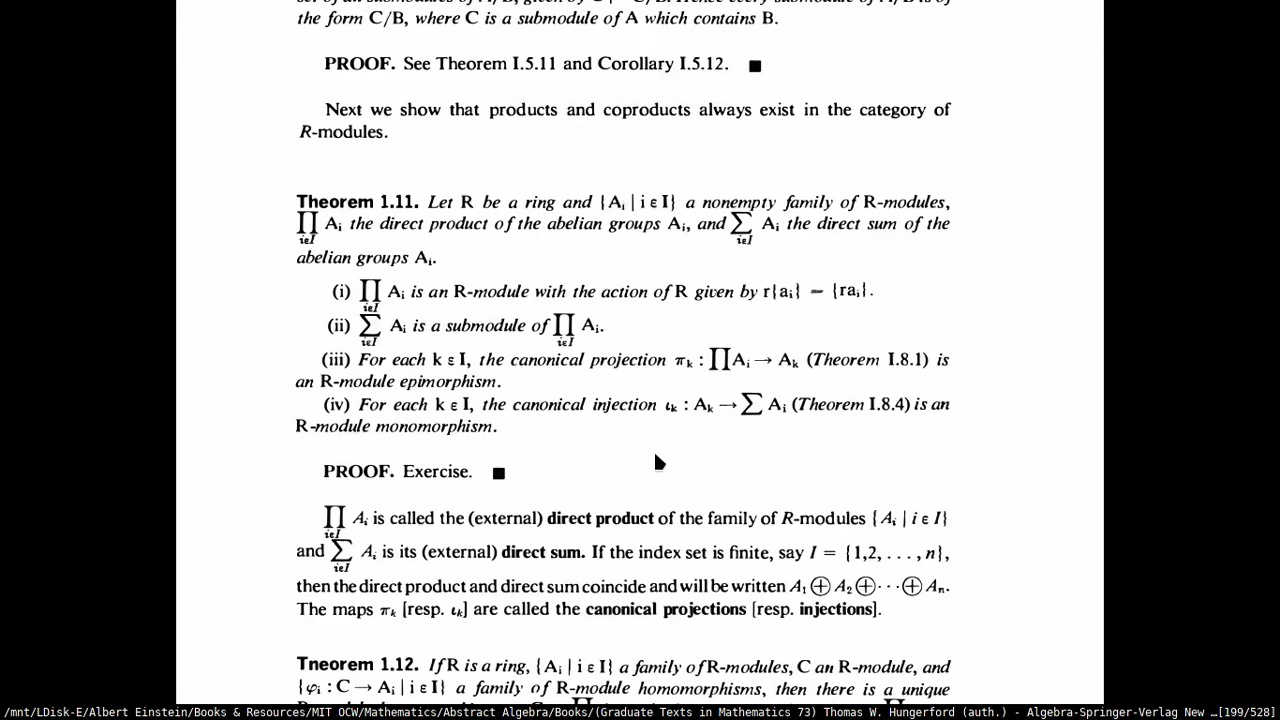 the form C/B, where C is a submodule of A which contains B.
PROOF. See Theorem I.5.11 and Corollary I.5.12. ■
Next we show that products and coproducts always exist in the category of
R-modules.
Theorem 1.11. Let R be a ring and {Aᵢ | i ε I} a nonempty family of R-modules,
∏ Aᵢ the direct product of the abelian groups Aᵢ, and ∑ Aᵢ the direct sum of the
iεI iεI
abelian groups Aᵢ.
(i) ∏ Aᵢ is an R-module with the action of R given by r{aᵢ} = {raᵢ}.
iεI
(ii) ∑ Aᵢ is a submodule of ∏ Aᵢ.
iεI iεI
(iii) For each k ε I, the canonical projection πₖ : ∏Aᵢ → Aₖ (Theorem I.8.1) is
an R-module epimorphism.
(iv) For each k ε I, the canonical injection ιₖ : Aₖ → ∑ Aᵢ (Theorem I.8.4) is an
R-module monomorphism.
PROOF. Exercise. ■
∏ Aᵢ is called the (external) direct product of the family of R-modules {Aᵢ | i ε I}
iεI
and ∑ Aᵢ is its (external) direct sum. If the index set is finite, say I = {1,2, . . . , n},
iεI
then the direct product and direct sum coincide and will be written A₁ ⊕ A₂ ⊕ · · · ⊕ Aₙ.
The maps πₖ [resp. ιₖ] are called the canonical projections [resp. injections].
Tneorem 1.12. If R is a ring, {Aᵢ | i ε I} a family of R-modules, C an R-module, and
{φᵢ : C → Aᵢ | i ε I} a family of R-module homomorphisms, then there is a unique
/mnt/LDisk-E/Albert Einstein/Books & Resources/MIT OCW/Mathematics/Abstract Algebra/Books/(Graduate Texts in Mathematics 73) Thomas W. Hungerford (auth.) - Algebra-Springer-Verlag New …[199/528]